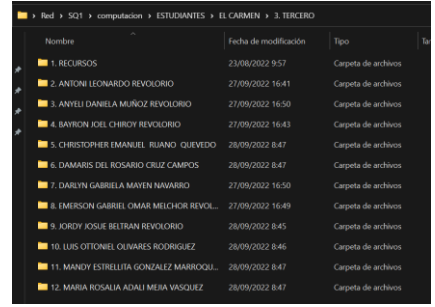 Red › SQ1 › computacion › ESTUDIANTES › EL CARMEN › 3. TERCERO
Nombre Fecha de modificación Tipo Ta
1. RECURSOS 23/08/2022 9:57 Carpeta de archivos
2. ANTONI LEONARDO REVOLORIO 27/09/2022 16:41 Carpeta de archivos
3. ANYELI DANIELA MUÑOZ REVOLORIO 27/09/2022 16:50 Carpeta de archivos
4. BAYRON JOEL CHIROY REVOLORIO 27/09/2022 16:43 Carpeta de archivos
5. CHRISTOPHER EMANUEL RUANO QUEVEDO 28/09/2022 8:47 Carpeta de archivos
6. DAMARIS DEL ROSARIO CRUZ CAMPOS 28/09/2022 8:47 Carpeta de archivos
7. DARLYN GABRIELA MAYEN NAVARRO 27/09/2022 16:50 Carpeta de archivos
8. EMERSON GABRIEL OMAR MELCHOR REVOL... 27/09/2022 16:49 Carpeta de archivos
9. JORDY JOSUE BELTRAN REVOLORIO 28/09/2022 8:45 Carpeta de archivos
10. LUIS OTTONIEL OLIVARES RODRIGUEZ 28/09/2022 8:46 Carpeta de archivos
11. MANDY ESTRELLITA GONZALEZ MARROQU... 28/09/2022 8:47 Carpeta de archivos
12. MARIA ROSALIA ADALI MEJIA VASQUEZ 28/09/2022 8:47 Carpeta de archivos